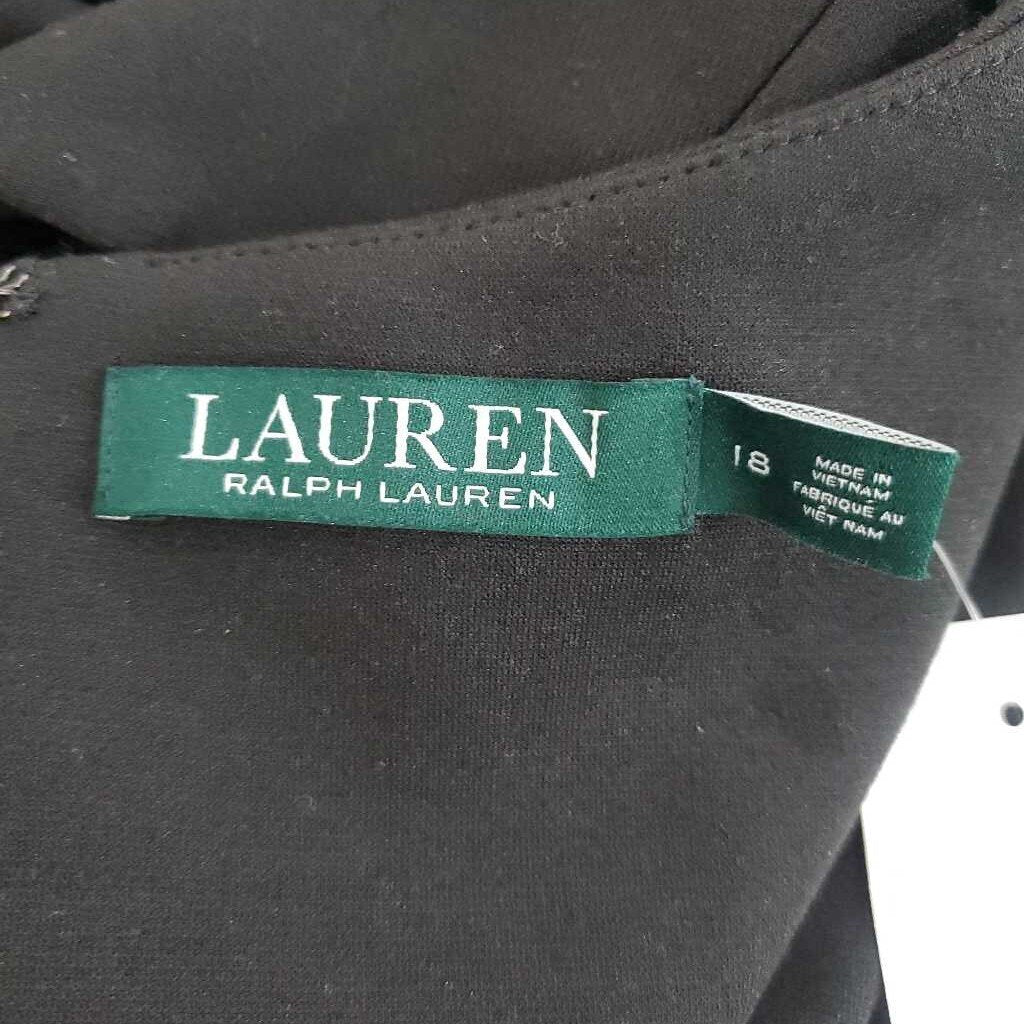 LAUREN
RALPH LAUREN
18
MADE IN
VIETNAM
FABRIQUÉ AU
VIÊT NAM